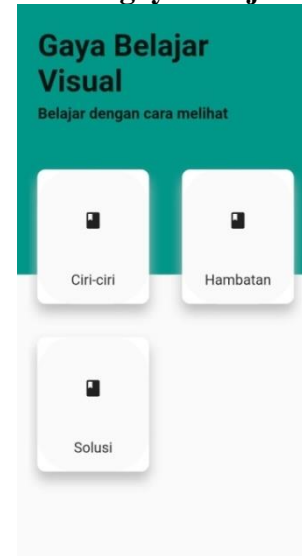 Gaya Belajar
Visual
Belajar dengan cara melihat
Ciri-ciri
Hambatan
Solusi